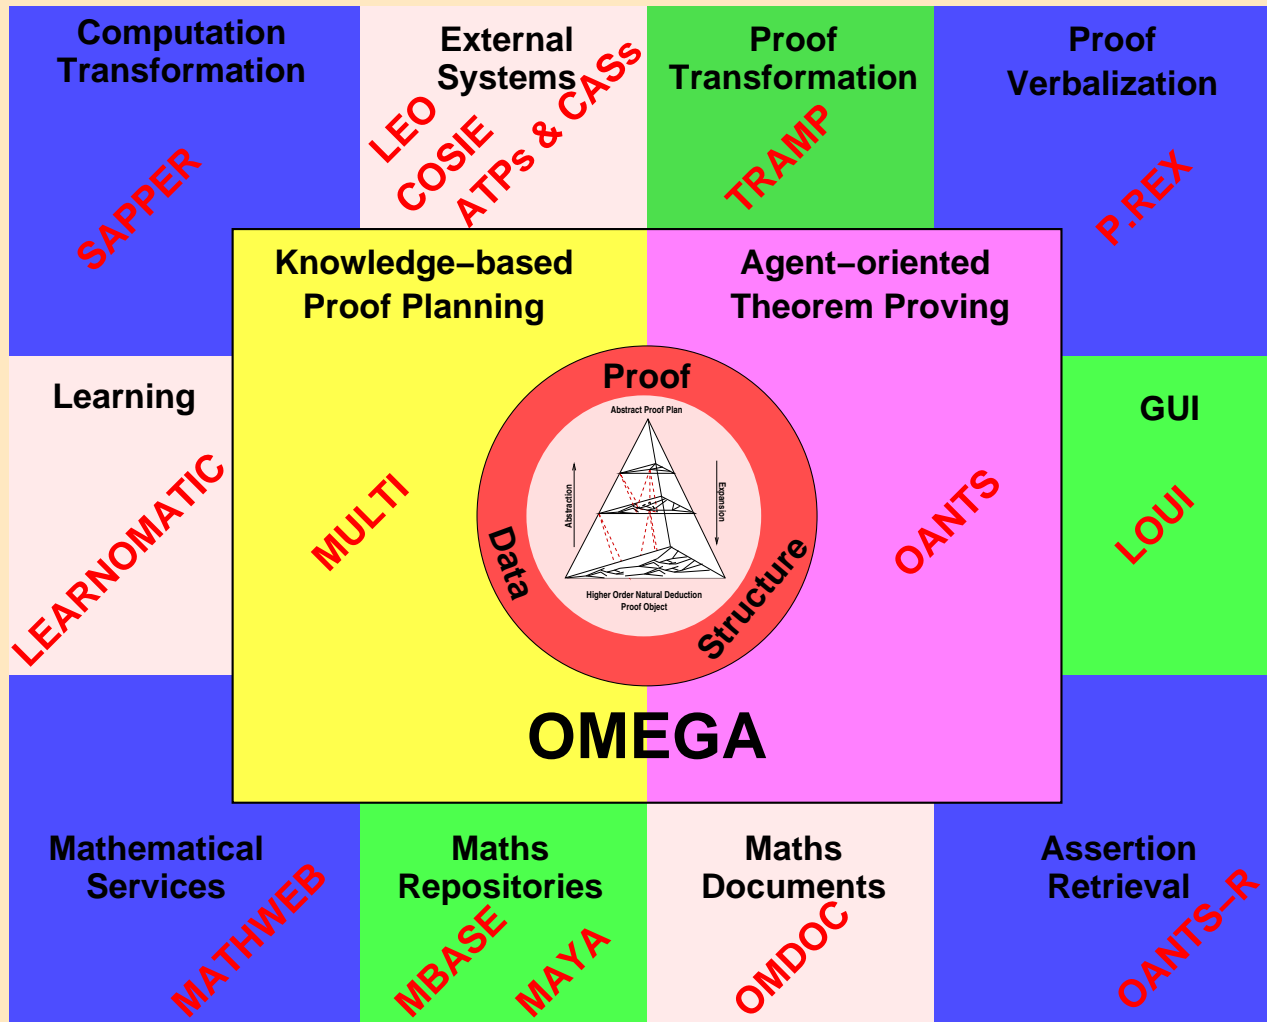 Computation
Transformation
SAPPER
External
Systems
LEO
COSIE
ATPs & CASs
Proof
Transformation
TRAMP
Proof
Verbalization
P.REX
Knowledge–based
Proof Planning
MULTI
Agent–oriented
Theorem Proving
OANTS
Learning
LEARNOMATIC
GUI
LOUI
Proof
Data
Structure
Abstract Proof Plan
Abstraction
Expansion
Higher Order Natural Deduction
Proof Object
OMEGA
Mathematical
Services
MATHWEB
Maths
Repositories
MBASE
MAYA
Maths
Documents
OMDOC
Assertion
Retrieval
OANTS–R